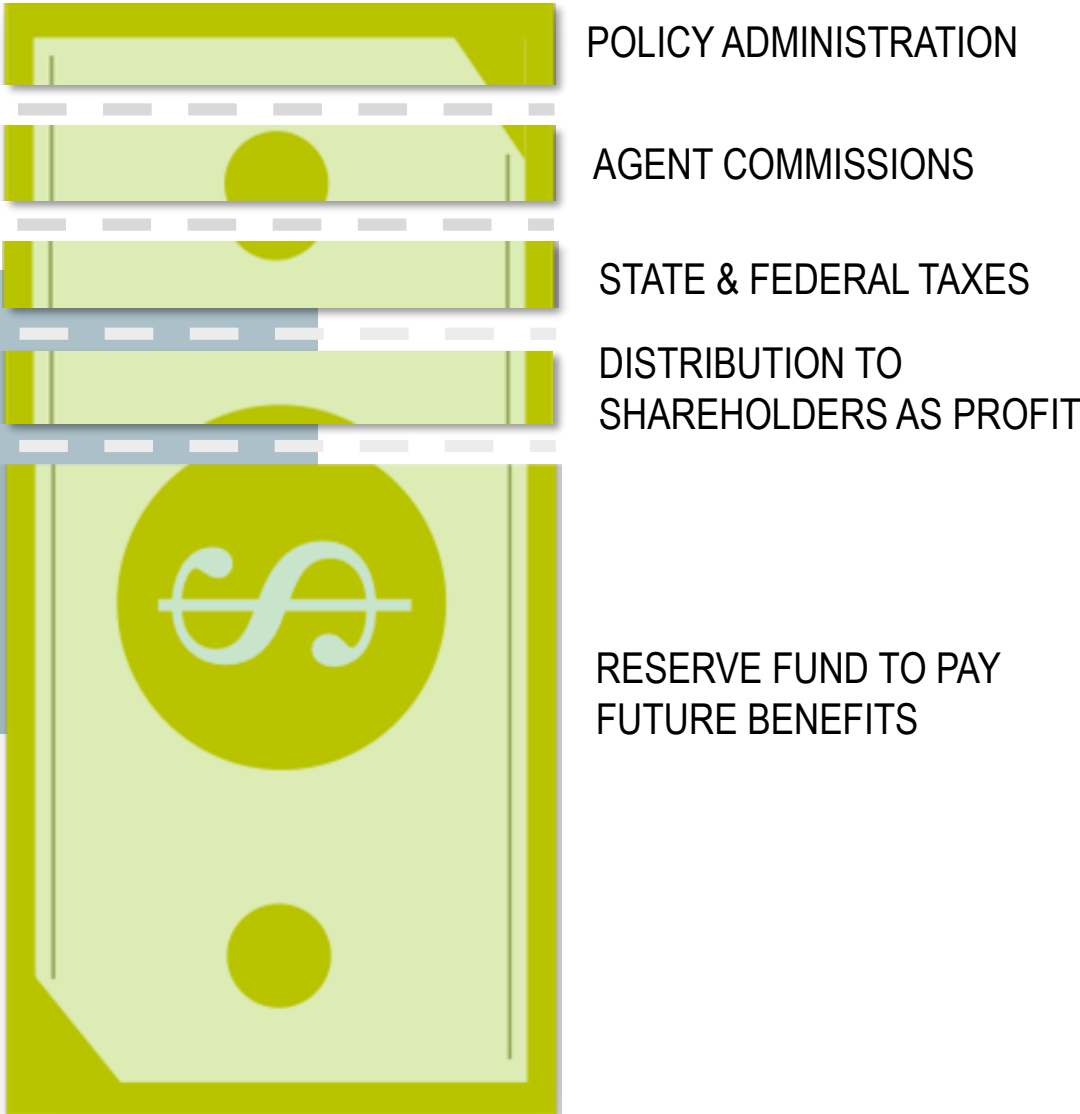 POLICY ADMINISTRATION
AGENT COMMISSIONS
STATE & FEDERAL TAXES
DISTRIBUTION TO
SHAREHOLDERS AS PROFIT
$
RESERVE FUND TO PAY
FUTURE BENEFITS